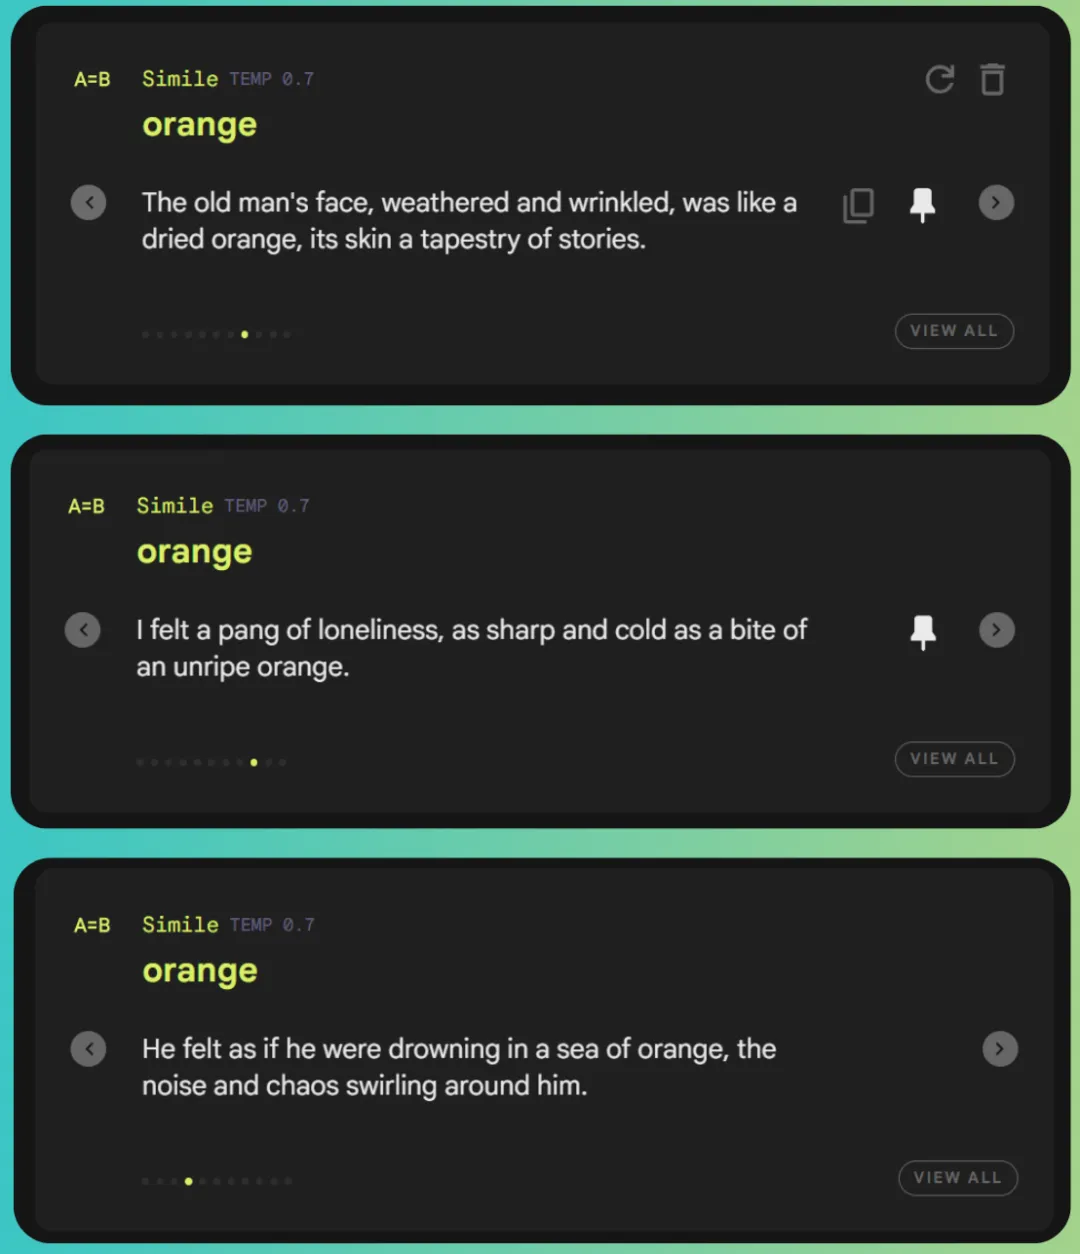 A=B Simile TEMP 0.7
orange
The old man's face, weathered and wrinkled, was like a
dried orange, its skin a tapestry of stories.
VIEW ALL
A=B Simile TEMP 0.7
orange
I felt a pang of loneliness, as sharp and cold as a bite of
an unripe orange.
VIEW ALL
A=B Simile TEMP 0.7
orange
He felt as if he were drowning in a sea of orange, the
noise and chaos swirling around him.
VIEW ALL